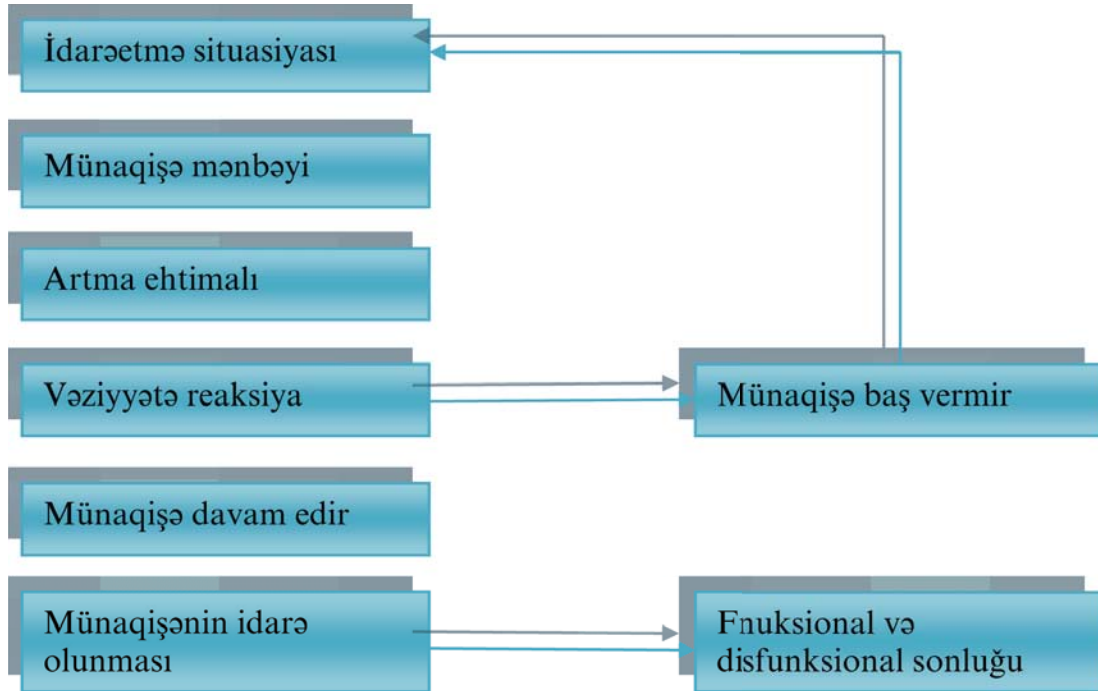 İdarəetmə situasiyası
Münaqişə mənbəyi
Artma ehtimalı
Vəziyyətə reaksiya
Münaqişə baş vermir
Münaqişə davam edir
Münaqişənin idarə
olunması
Fnuksional və
disfunksional sonluğu